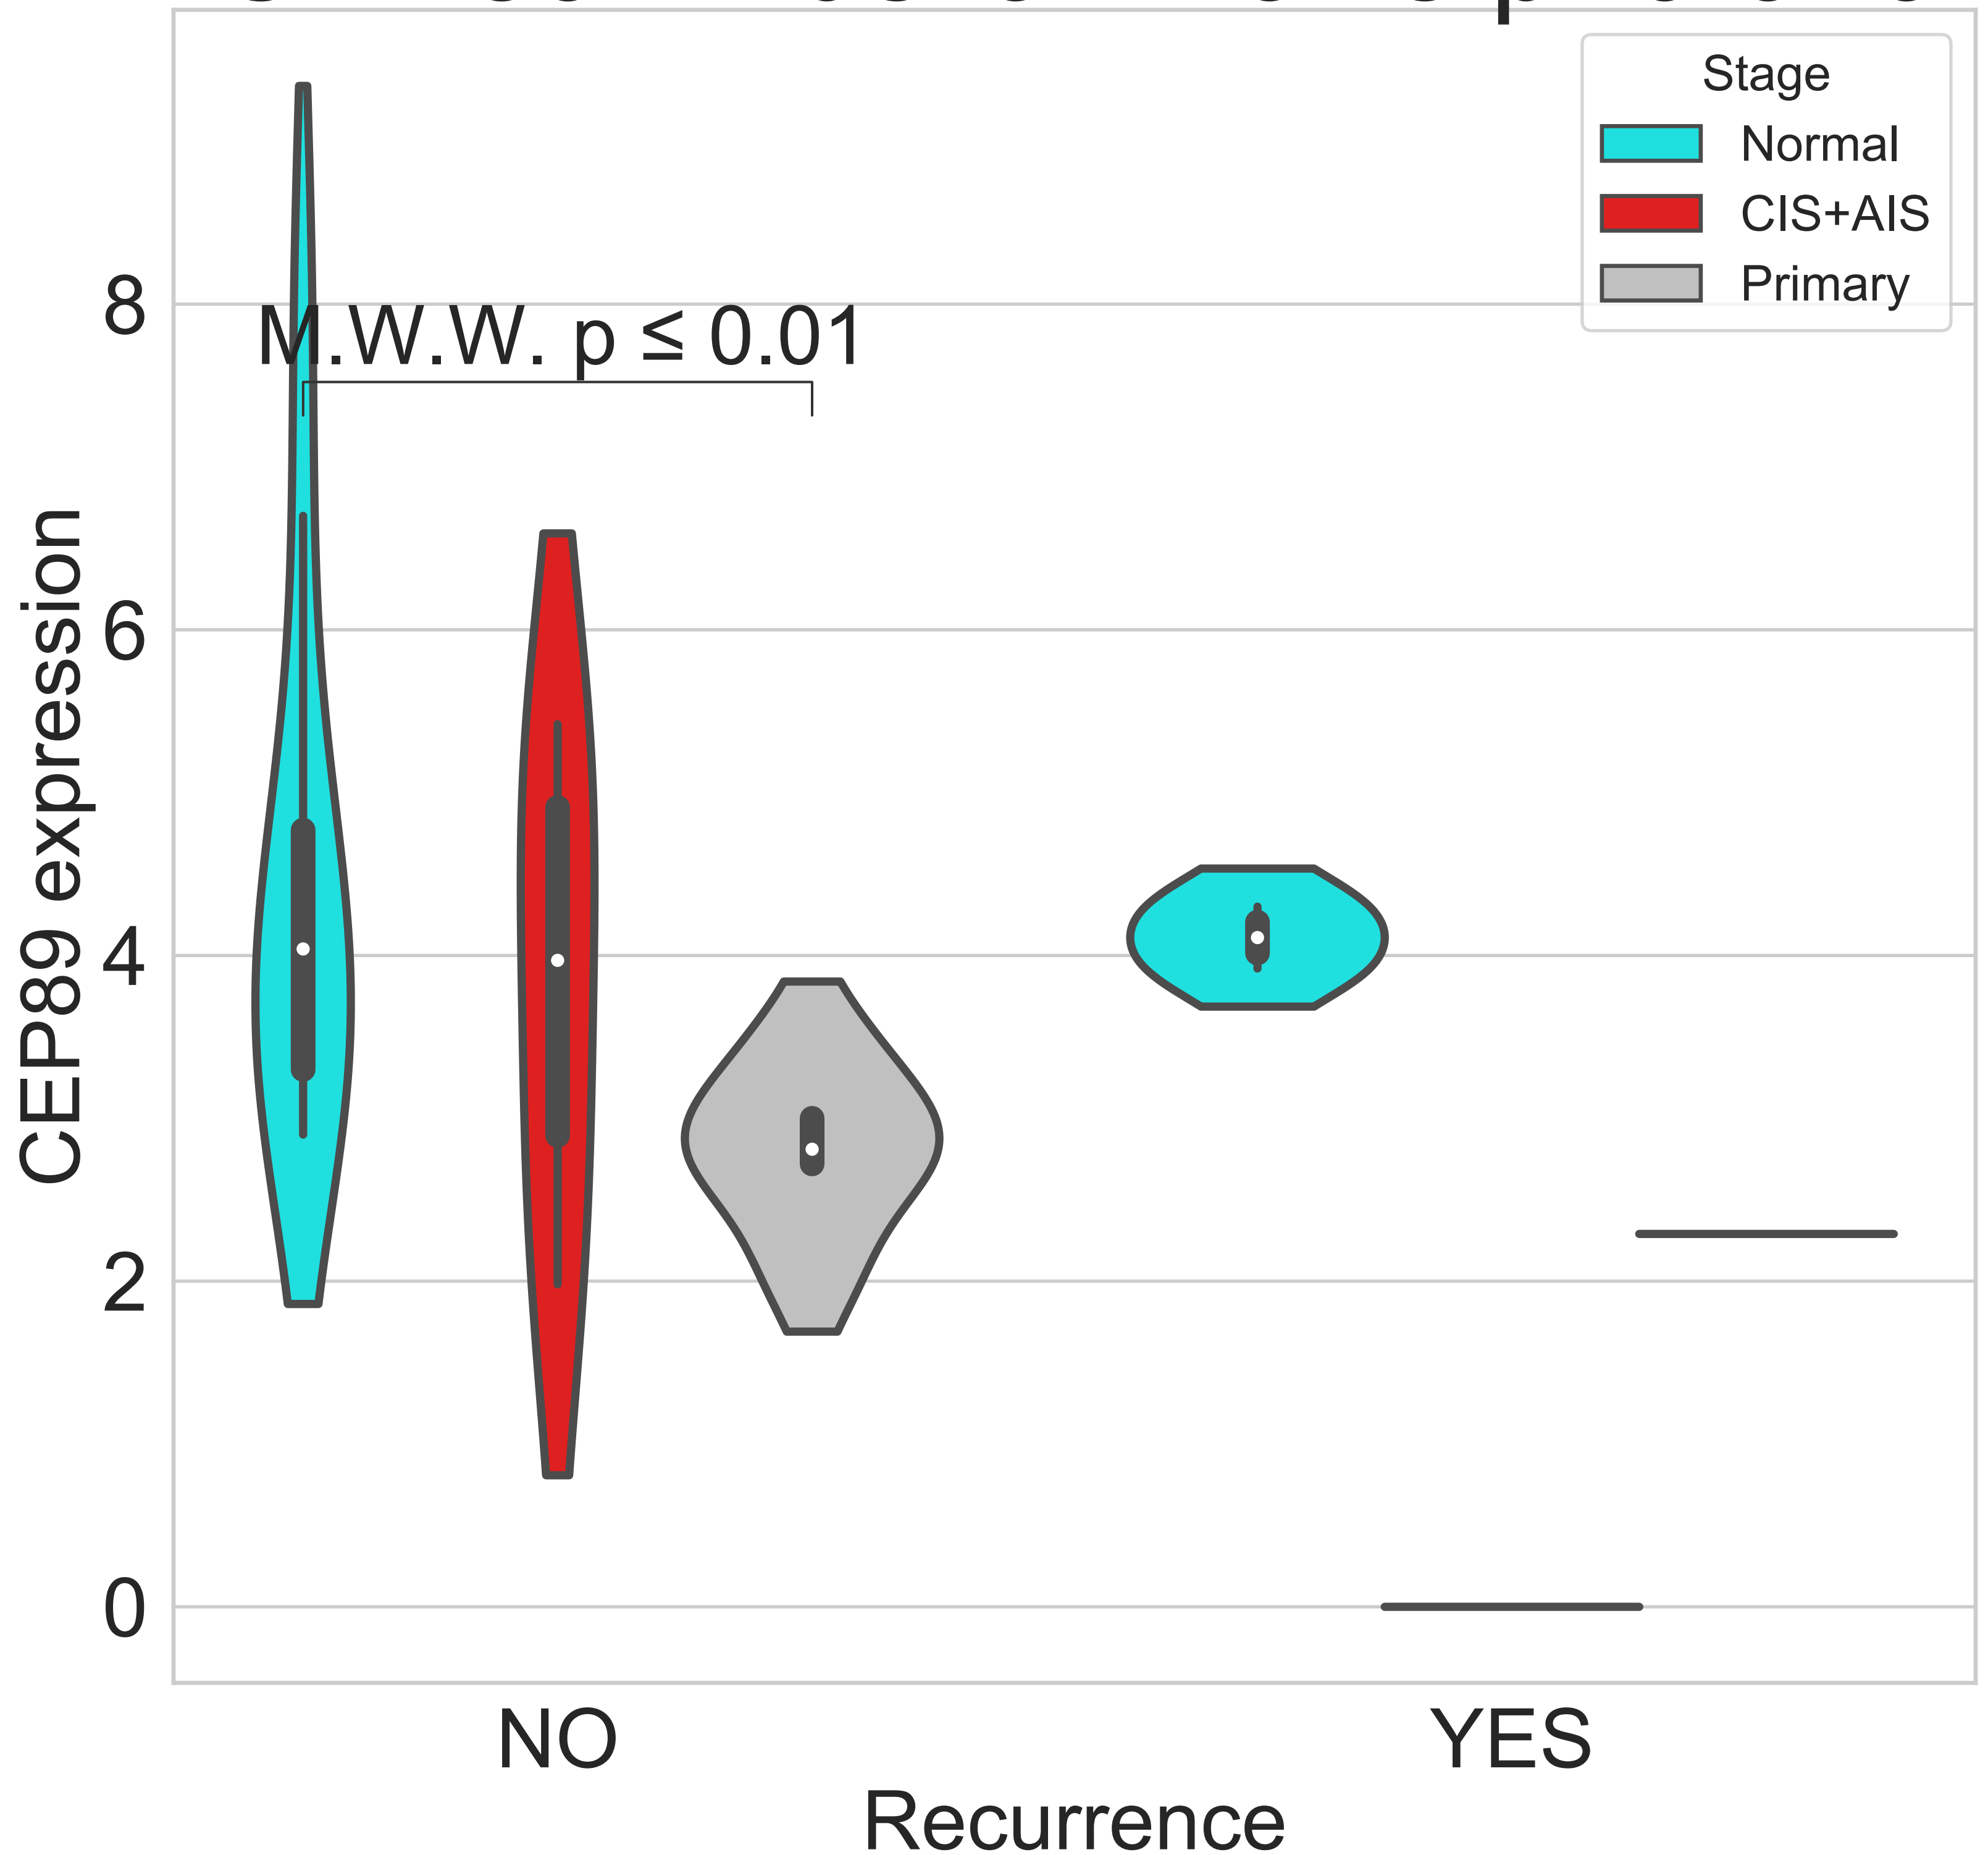 Stage
Normal
CIS+AIS
Primary
8
M.W.W. p ≤ 0.01
6
CEP89 expression
4
2
0
NO
YES
Recurrence